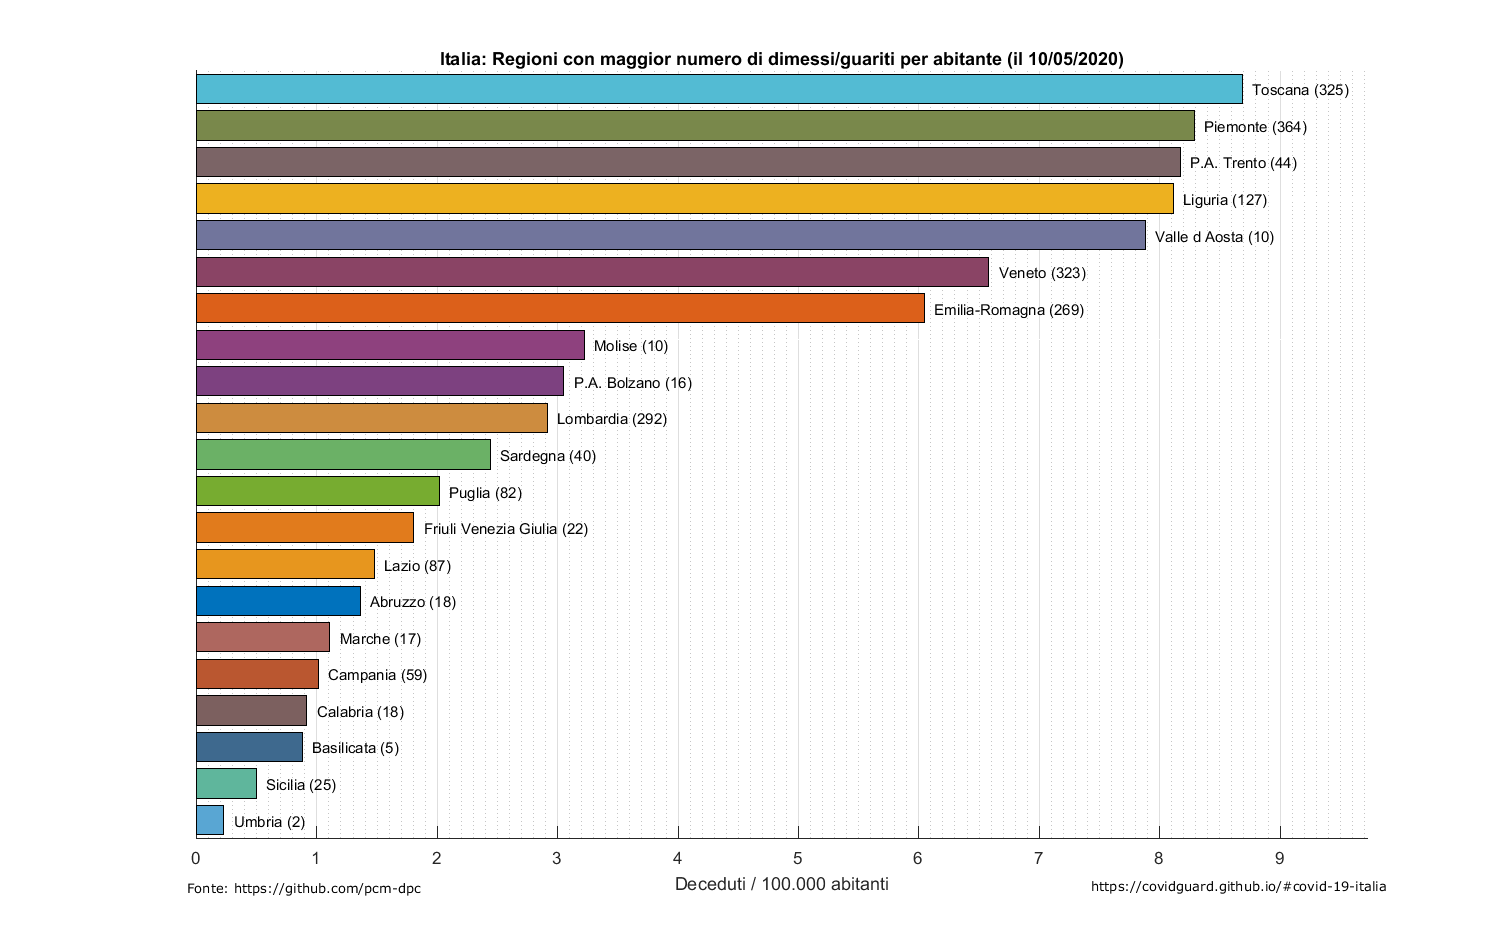 Italia: Regioni con maggior numero di dimessi/guariti per abitante (il 10/05/2020)
Toscana (325)
Piemonte (364)
P.A. Trento (44)
Liguria (127)
Valle d Aosta (10)
Veneto (323)
Emilia-Romagna (269)
Molise (10)
P.A. Bolzano (16)
Lombardia (292)
Sardegna (40)
Puglia (82)
Friuli Venezia Giulia (22)
Lazio (87)
Abruzzo (18)
Marche (17)
Campania (59)
Calabria (18)
Basilicata (5)
Sicilia (25)
Umbria (2)
0 1 2 3 4 5 6 7 8 9
Deceduti / 100.000 abitanti
Fonte: https://github.com/pcm-dpc
https://covidguard.github.io/#covid-19-italia